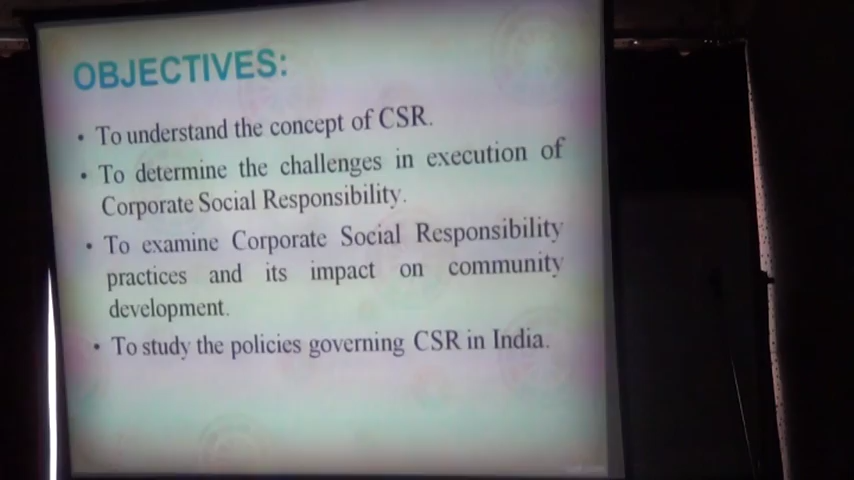 OBJECTIVES:
• To understand the concept of CSR.
• To determine the challenges in execution of
Corporate Social Responsibility.
• To examine Corporate Social Responsibility
practices and its impact on community
development.
• To study the policies governing CSR in India.